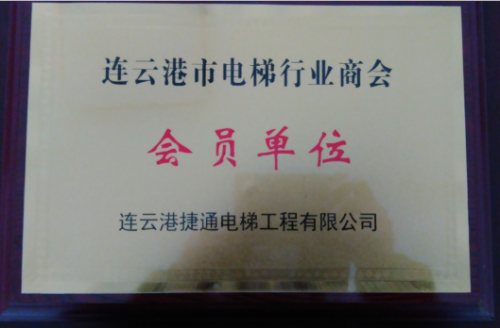 连云港市电梯行业商会
会员单位
连云港捷通电梯工程有限公司